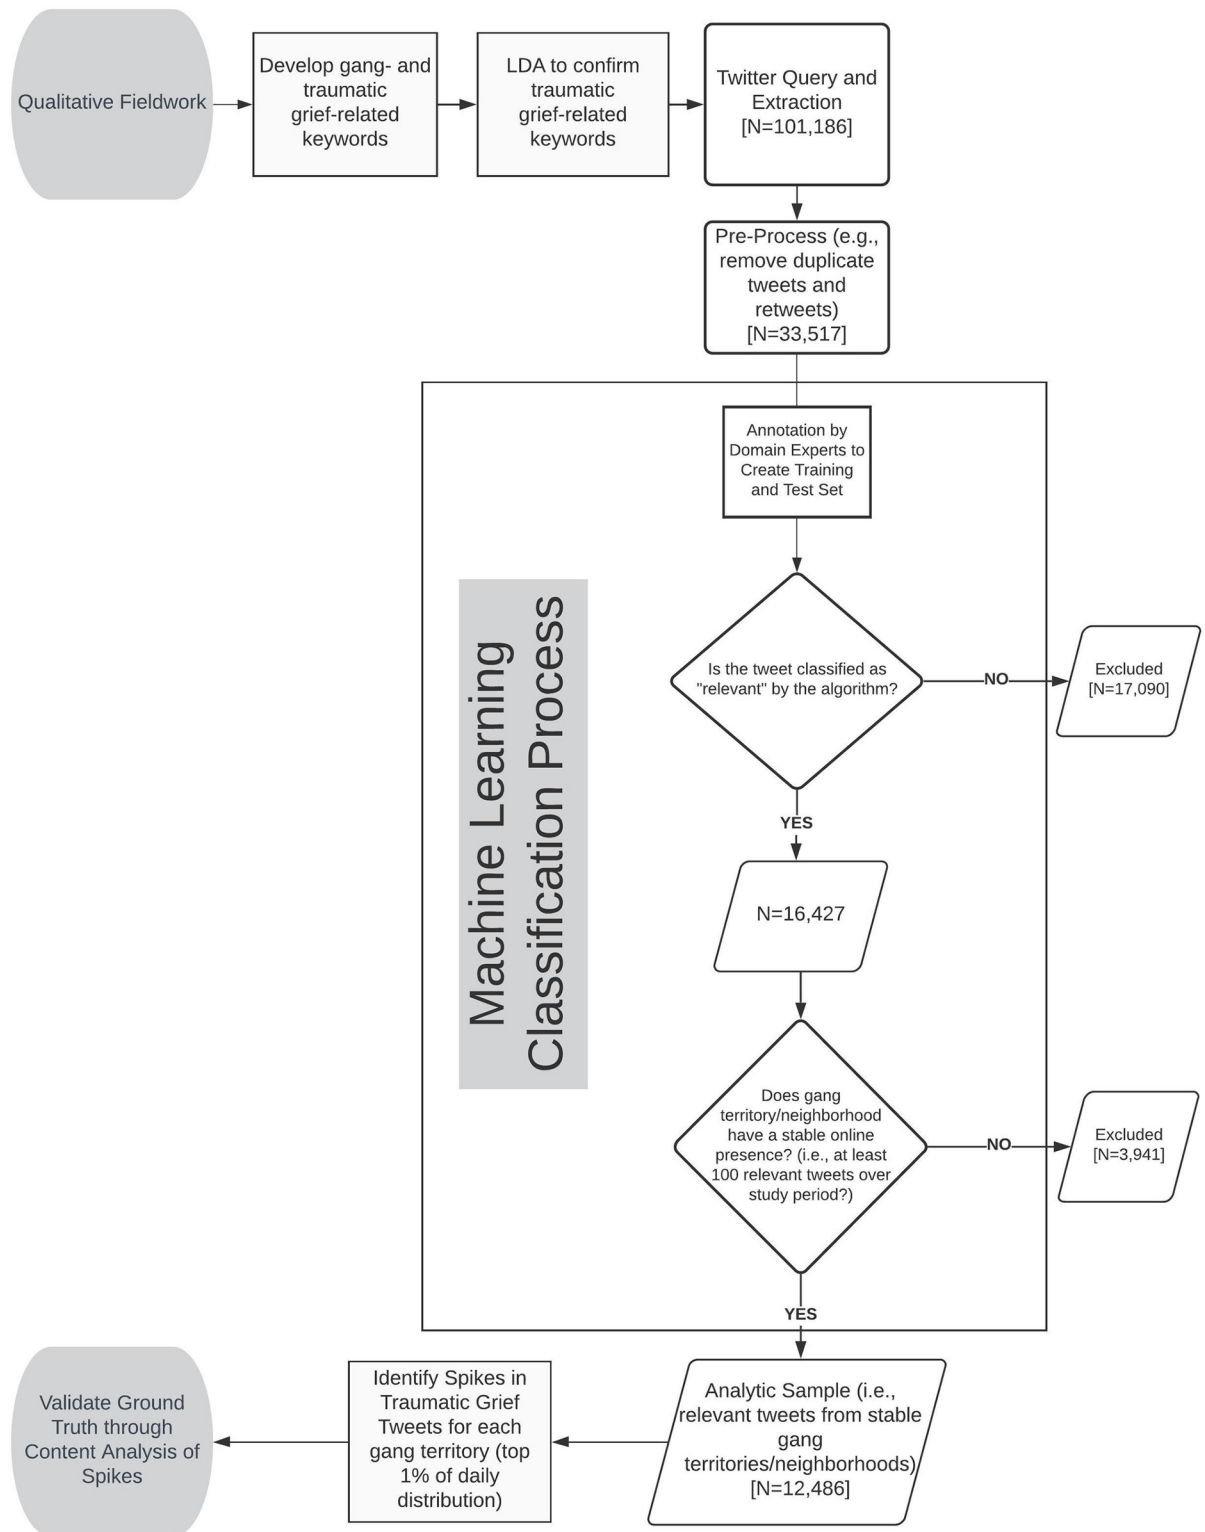 Qualitative Fieldwork
Develop gang- and
traumatic
grief-related
keywords
LDA to confirm
traumatic
grief-related
keywords
Twitter Query and
Extraction
[N=101,186]
Pre-Process (e.g.,
remove duplicate
tweets and
retweets)
[N=33,517]
Annotation by
Domain Experts to
Create Training
and Test Set
Machine Learning
Classification Process
Is the tweet classified as
"relevant" by the algorithm?
NO
Excluded
[N=17,090]
YES
N=16,427
Does gang
territory/neighborhood
have a stable online
presence? (i.e., at least
100 relevant tweets over
study period?)
NO
Excluded
[N=3,941]
YES
Analytic Sample (i.e.,
relevant tweets from stable
gang
territories/neighborhoods)
[N=12,486]
Identify Spikes in
Traumatic Grief
Tweets for each
gang territory (top
1% of daily
distribution)
Validate Ground
Truth through
Content Analysis of
Spikes